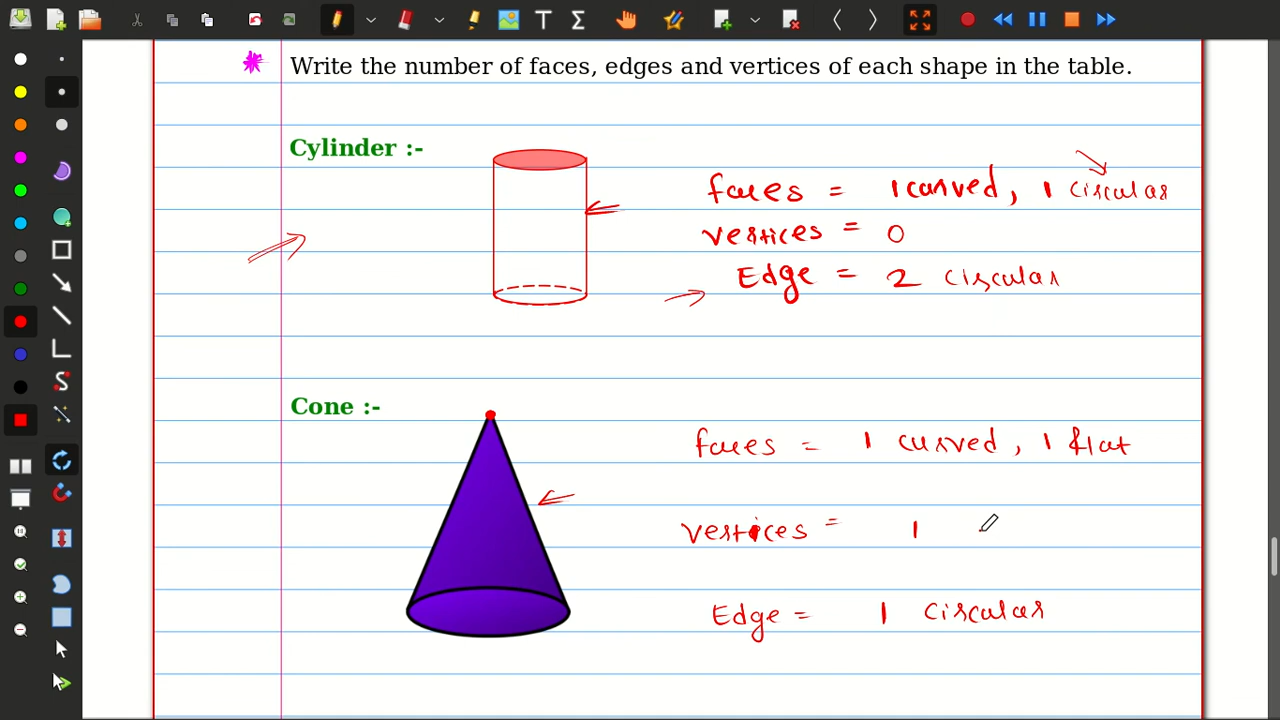 Write the number of faces, edges and vertices of each shape in the table.
Cylinder :-
faces = 1 curved, 1 circular
vertices = 0
Edge = 2 circular
Cone :-
faces = 1 curved, 1 flat
vertices = 1
Edge = 1 circular